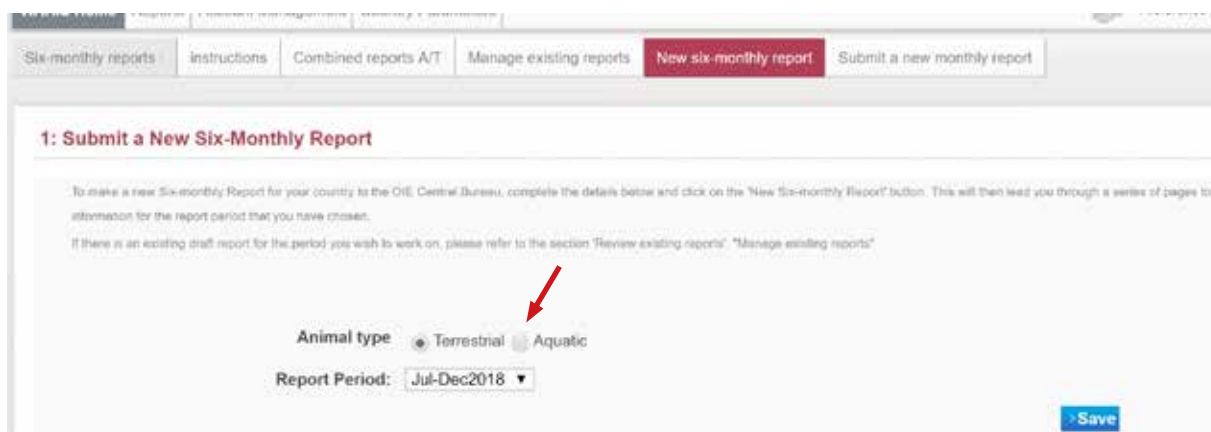 Six-monthly reports
instructions
Combined reports A/T
Manage existing reports
New six-monthly report
Submit a new monthly report
1: Submit a New Six-Monthly Report
To make a new Six-monthly Report for your country to the OIE Central Bureau, complete the details below and click on the 'New Six-monthly Report' button. This will then lead you through a series of pages to
information for the report period that you have chosen.
If there is an existing draft report for the period you wish to work on, please refer to the section 'Review existing reports'. "Manage existing reports"
Animal type Terrestrial Aquatic
Report Period: Jul-Dec2018
>Save